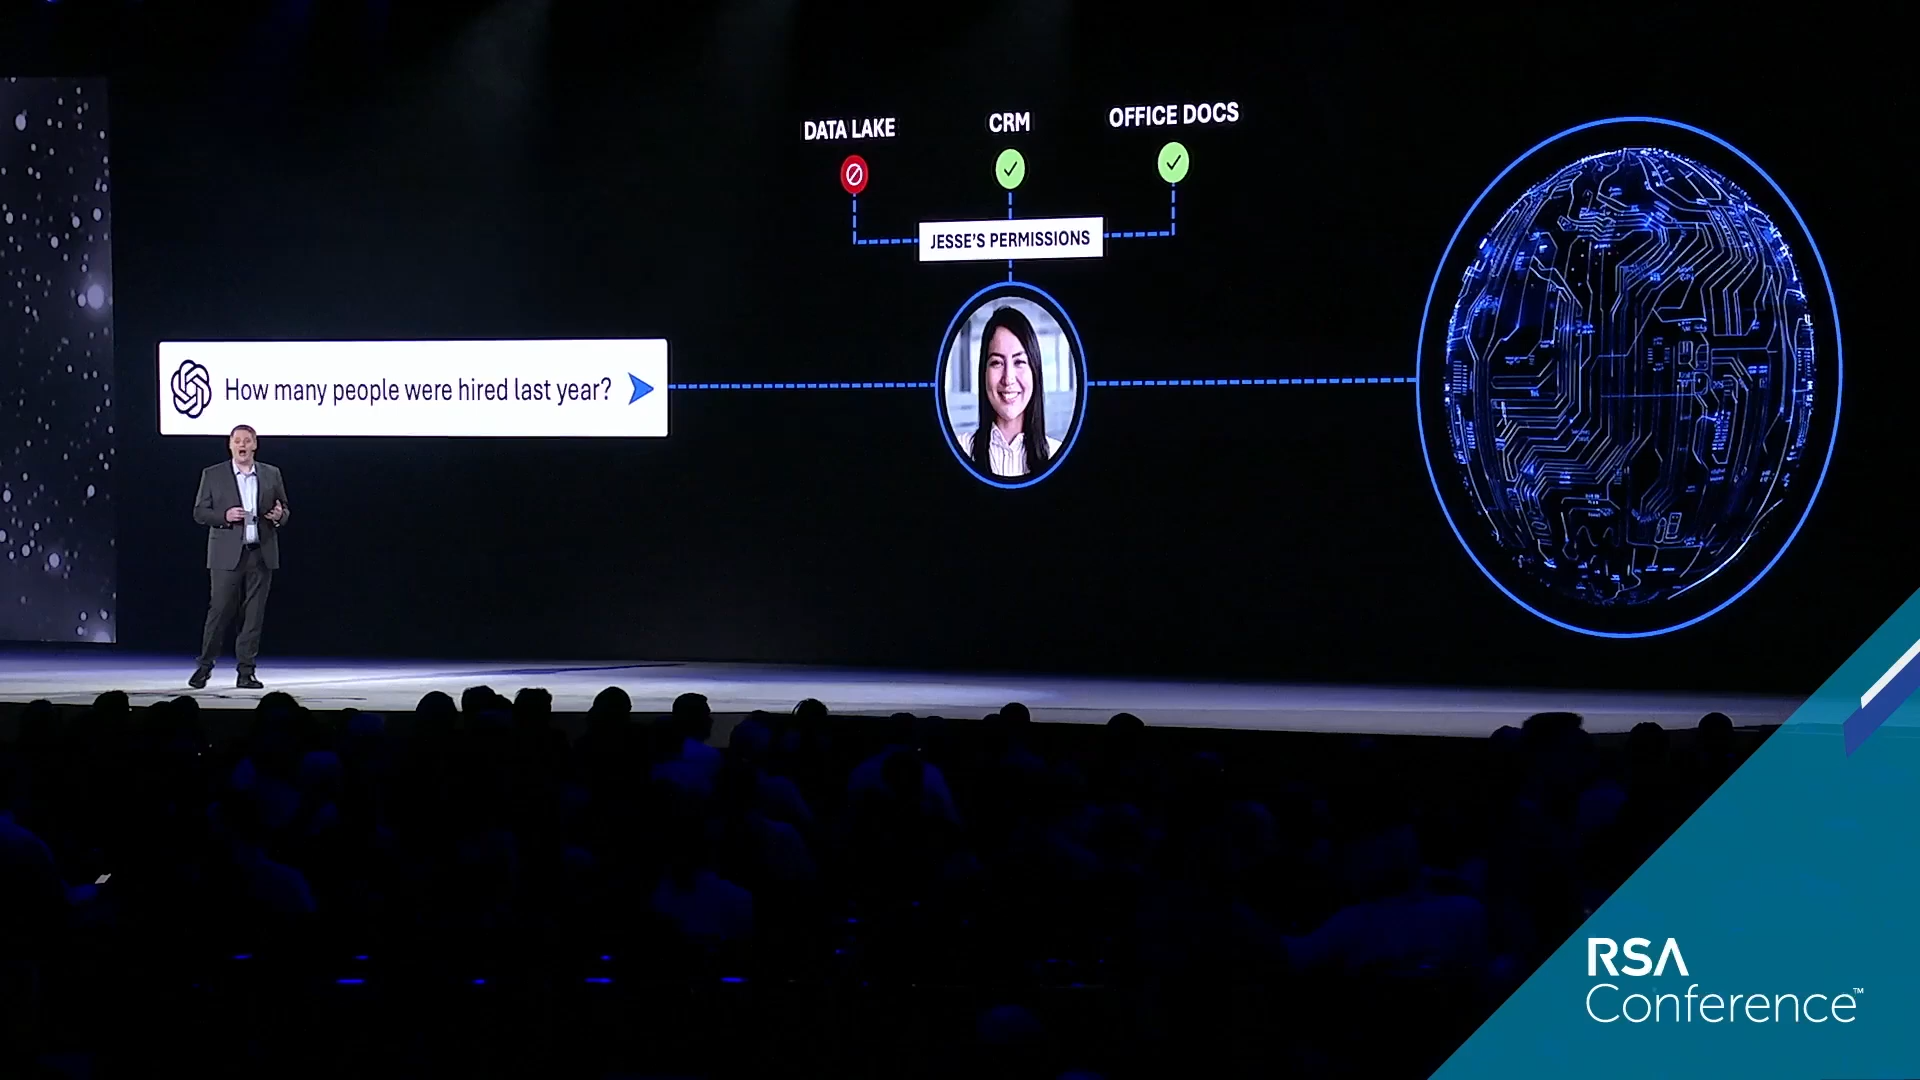 DATA LAKE
CRM
OFFICE DOCS
JESSE'S PERMISSIONS
How many people were hired last year?
RSA
Conference™